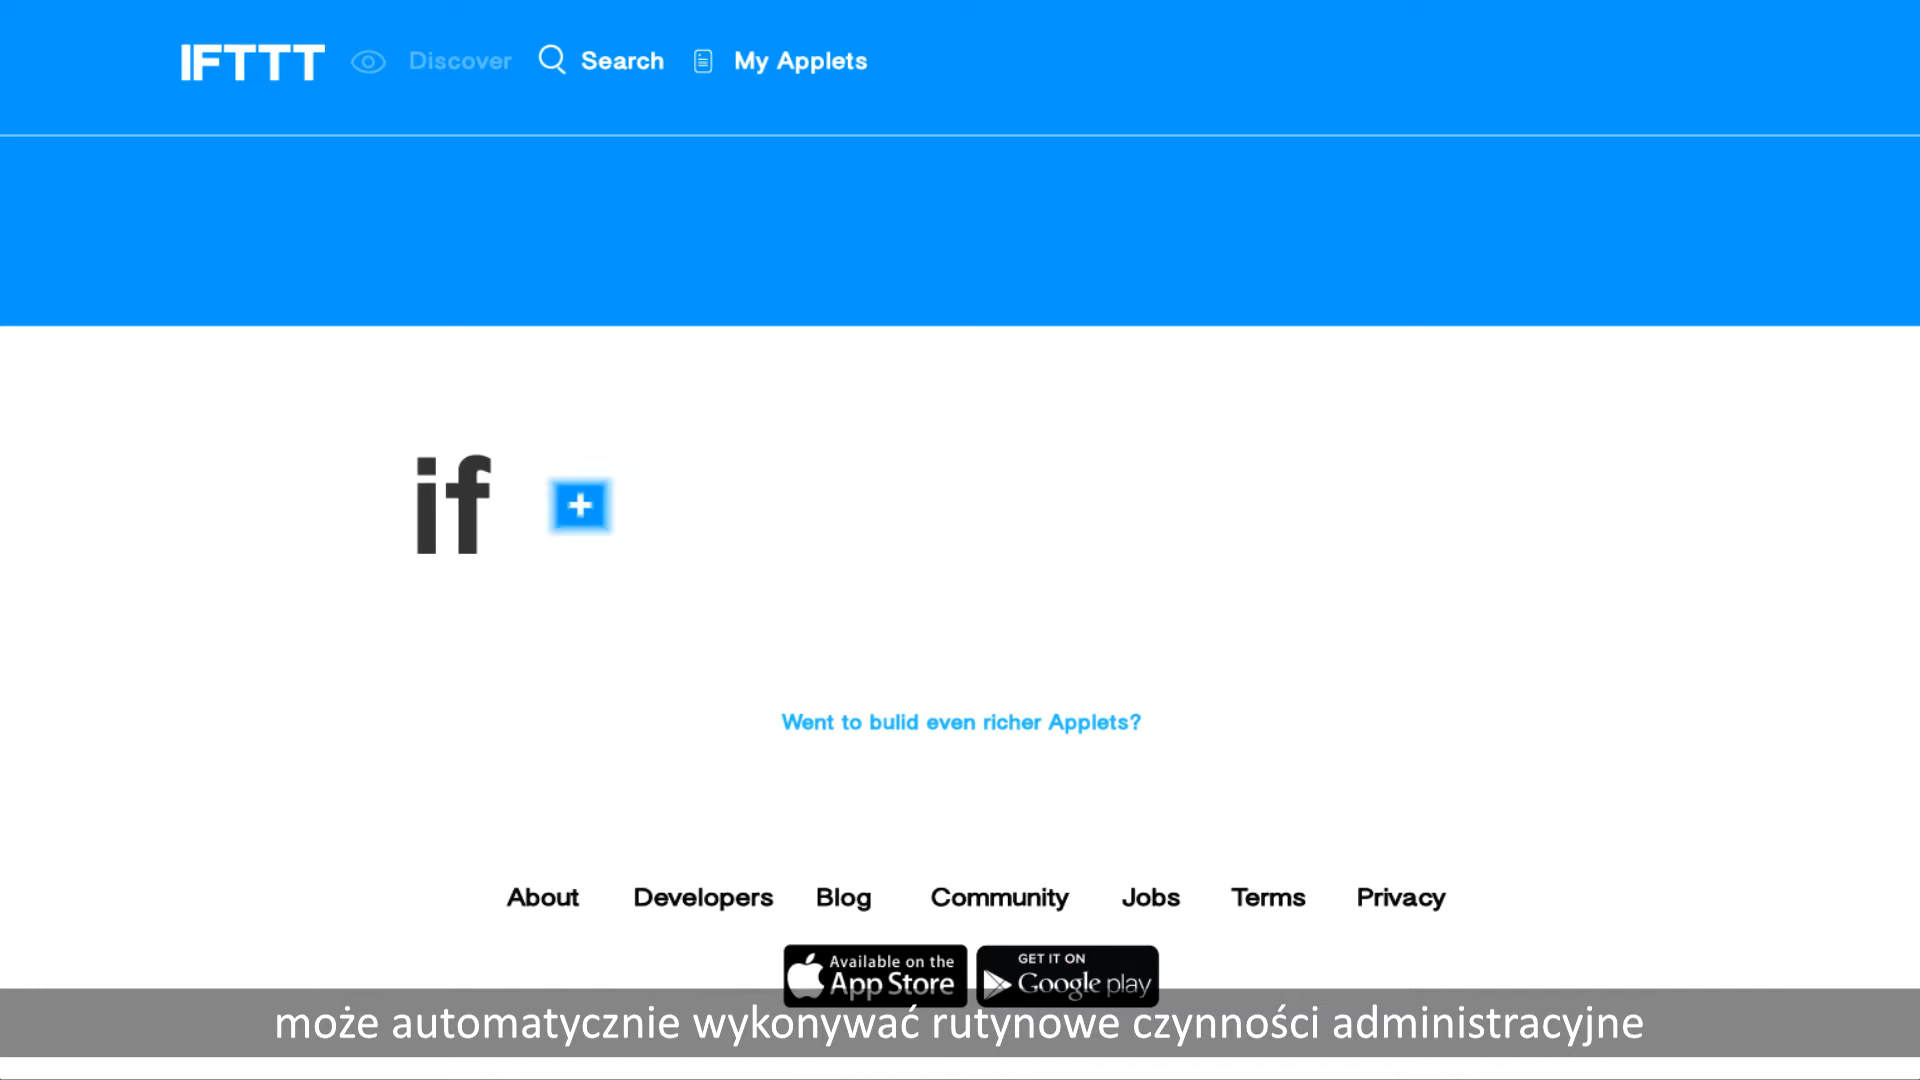 IFTTT Discover Search My Applets
if +
Went to bulid even richer Applets?
About Developers Blog Community Jobs Terms Privacy
Available on the App Store
GET IT ON Google play
może automatycznie wykonywać rutynowe czynności administracyjne